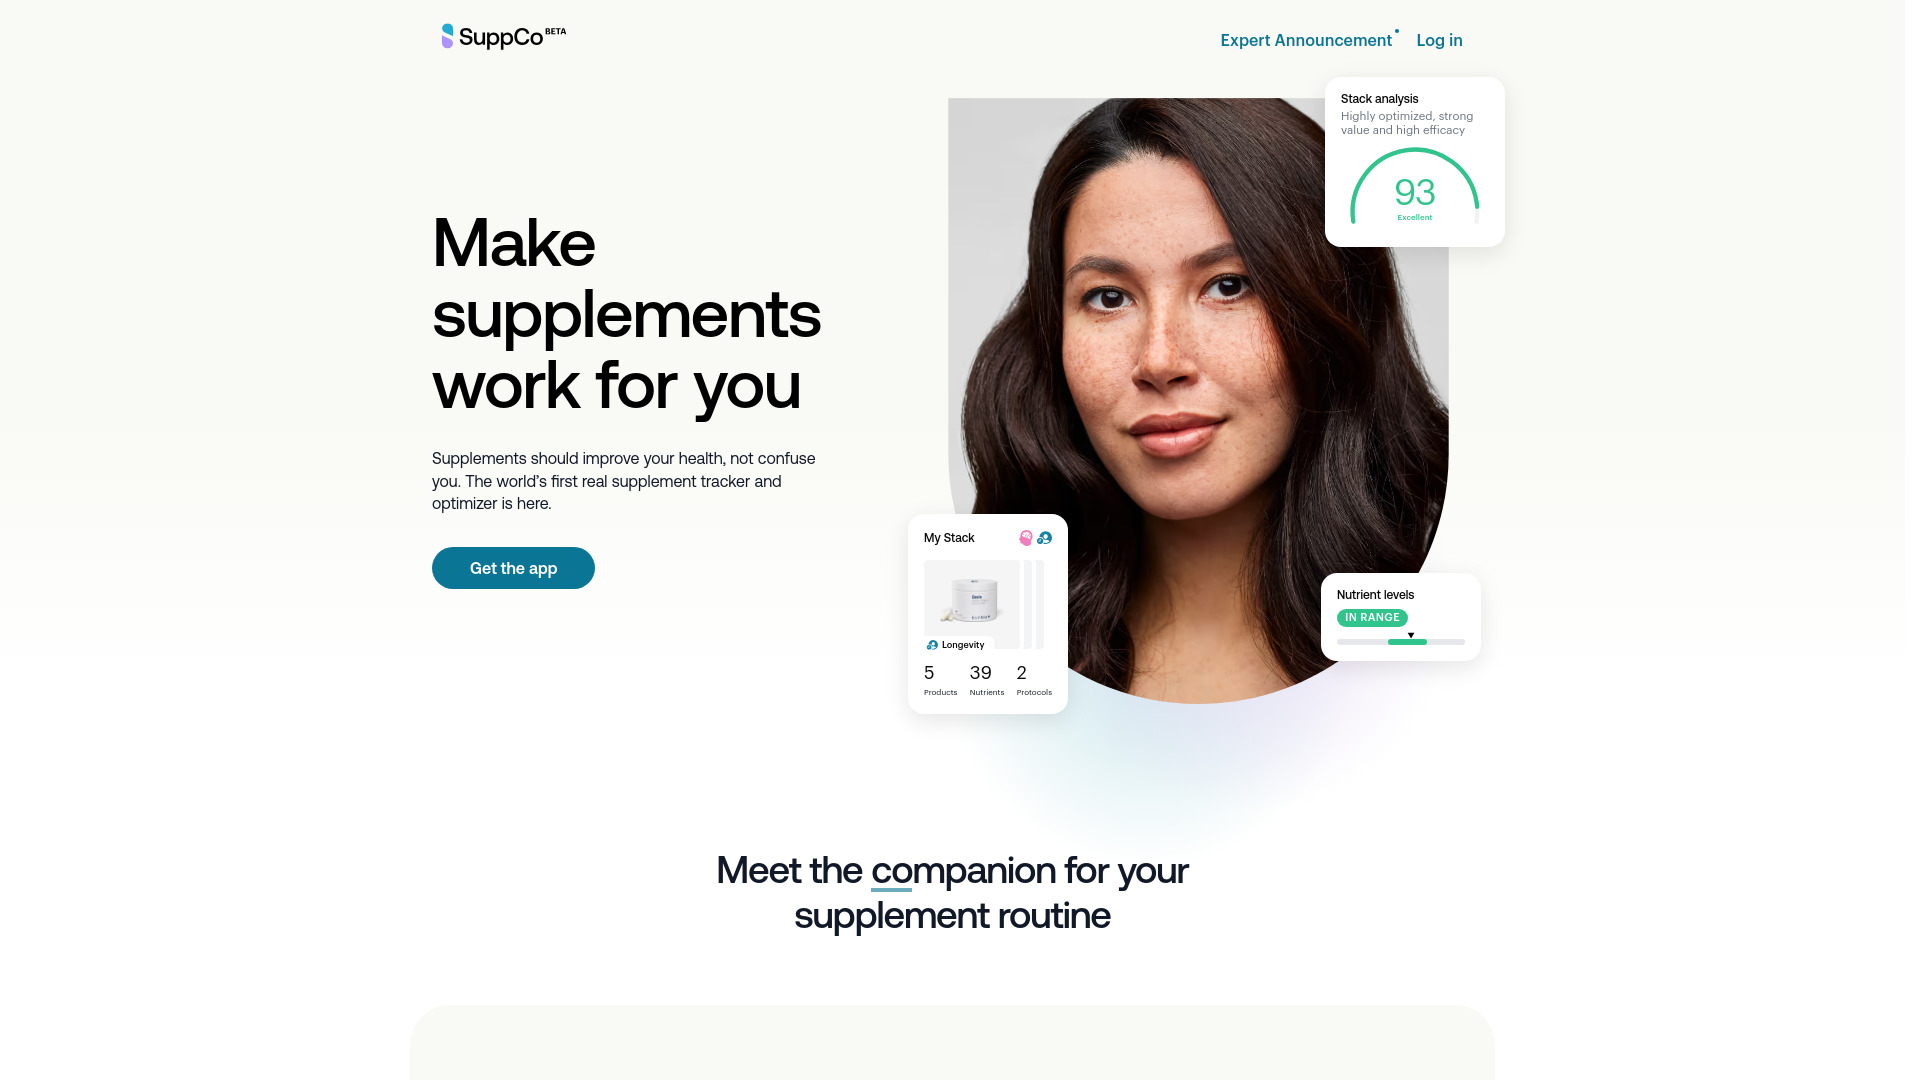 SuppCo BETA
Expert Announcement
Log in
Make
supplements
work for you
Supplements should improve your health, not confuse
you. The world’s first real supplement tracker and
optimizer is here.
Get the app
Stack analysis
Highly optimized, strong
value and high efficacy
93
Excellent
My Stack
Longevity
5 39 2
Products Nutrients Protocols
Nutrient levels
IN RANGE
Meet the companion for your
supplement routine